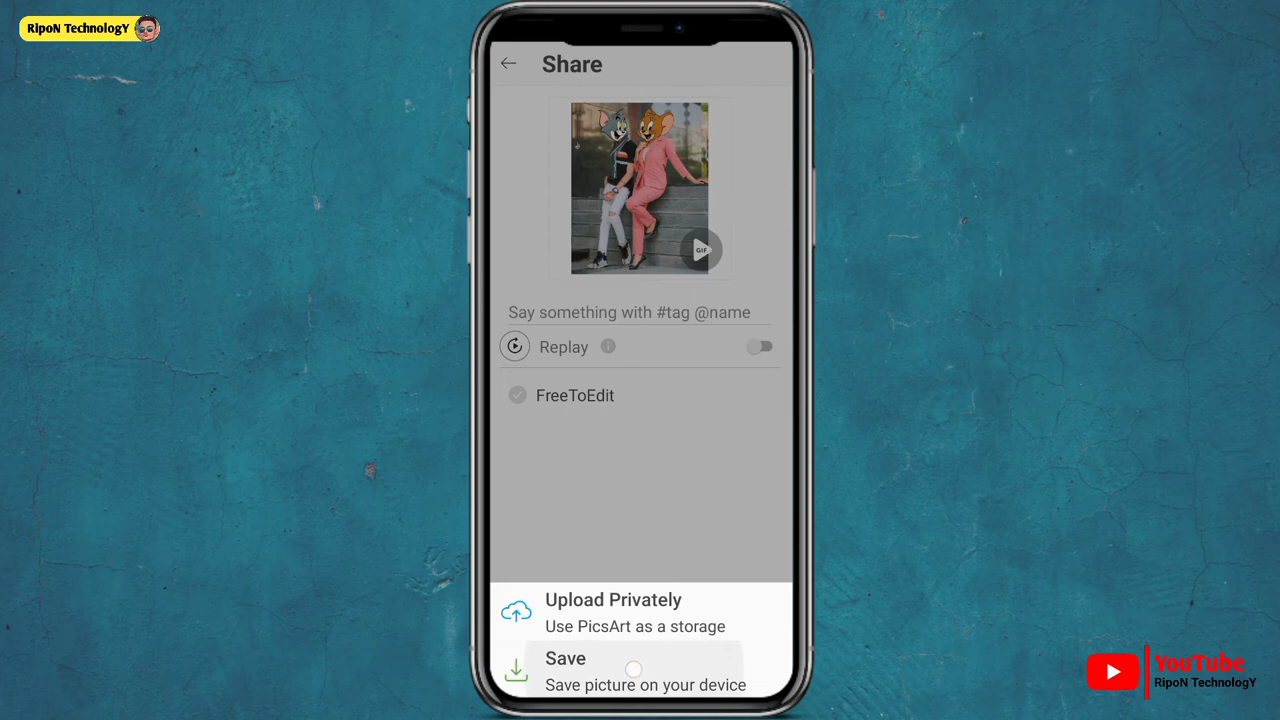 RipoN TechnologY
Share
GIF
Say something with #tag @name
Replay
FreeToEdit
Upload Privately
Use PicsArt as a storage
Save
Save picture on your device
YouTube
RipoN TechnologY